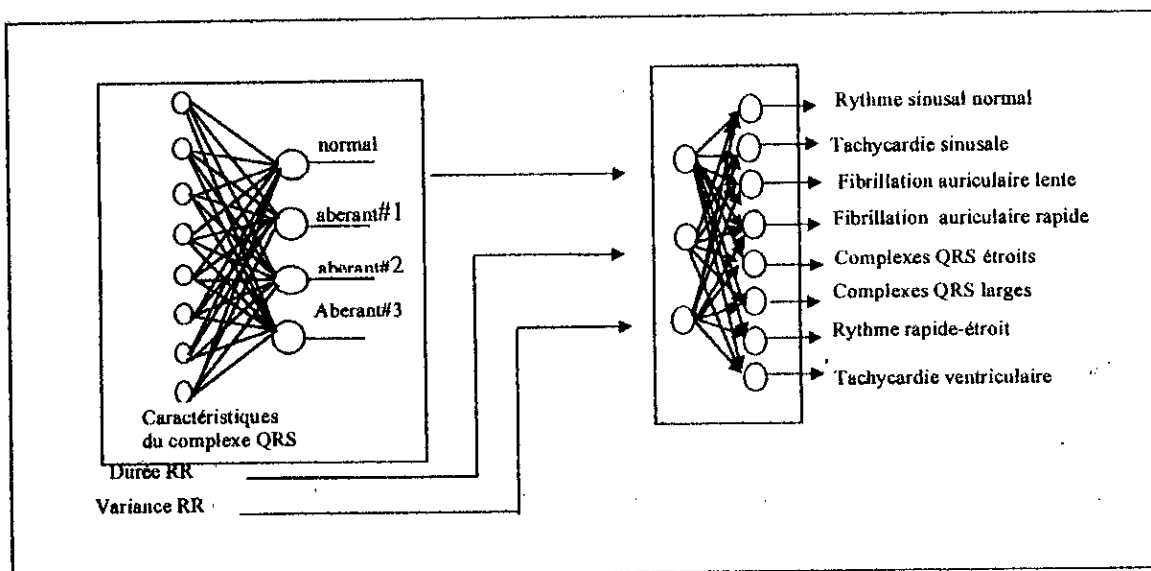 normal
aberant#1
aberant#2
Aberant#3
Caractéristiques
du complexe QRS
Durée RR
Variance RR
Rythme sinusal normal
Tachycardie sinusale
Fibrillation auriculaire lente
Fibrillation auriculaire rapide
Complexes QRS étroits
Complexes QRS larges
Rythme rapide-étroit
Tachycardie ventriculaire